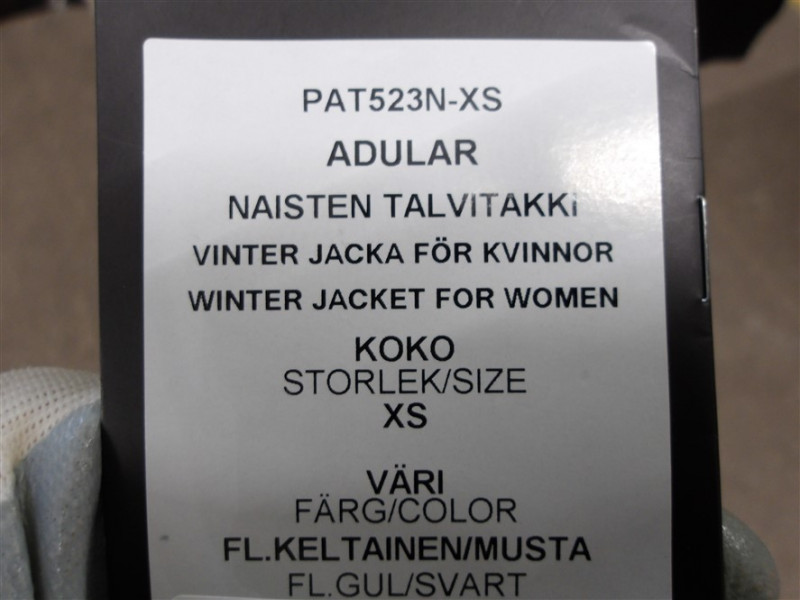 PAT523N-XS
ADULAR
NAISTEN TALVITAKKI
VINTER JACKA FÖR KVINNOR
WINTER JACKET FOR WOMEN
KOKO
STORLEK/SIZE
XS
VÄRI
FÄRG/COLOR
FL.KELTAINEN/MUSTA
FL.GUL/SVART